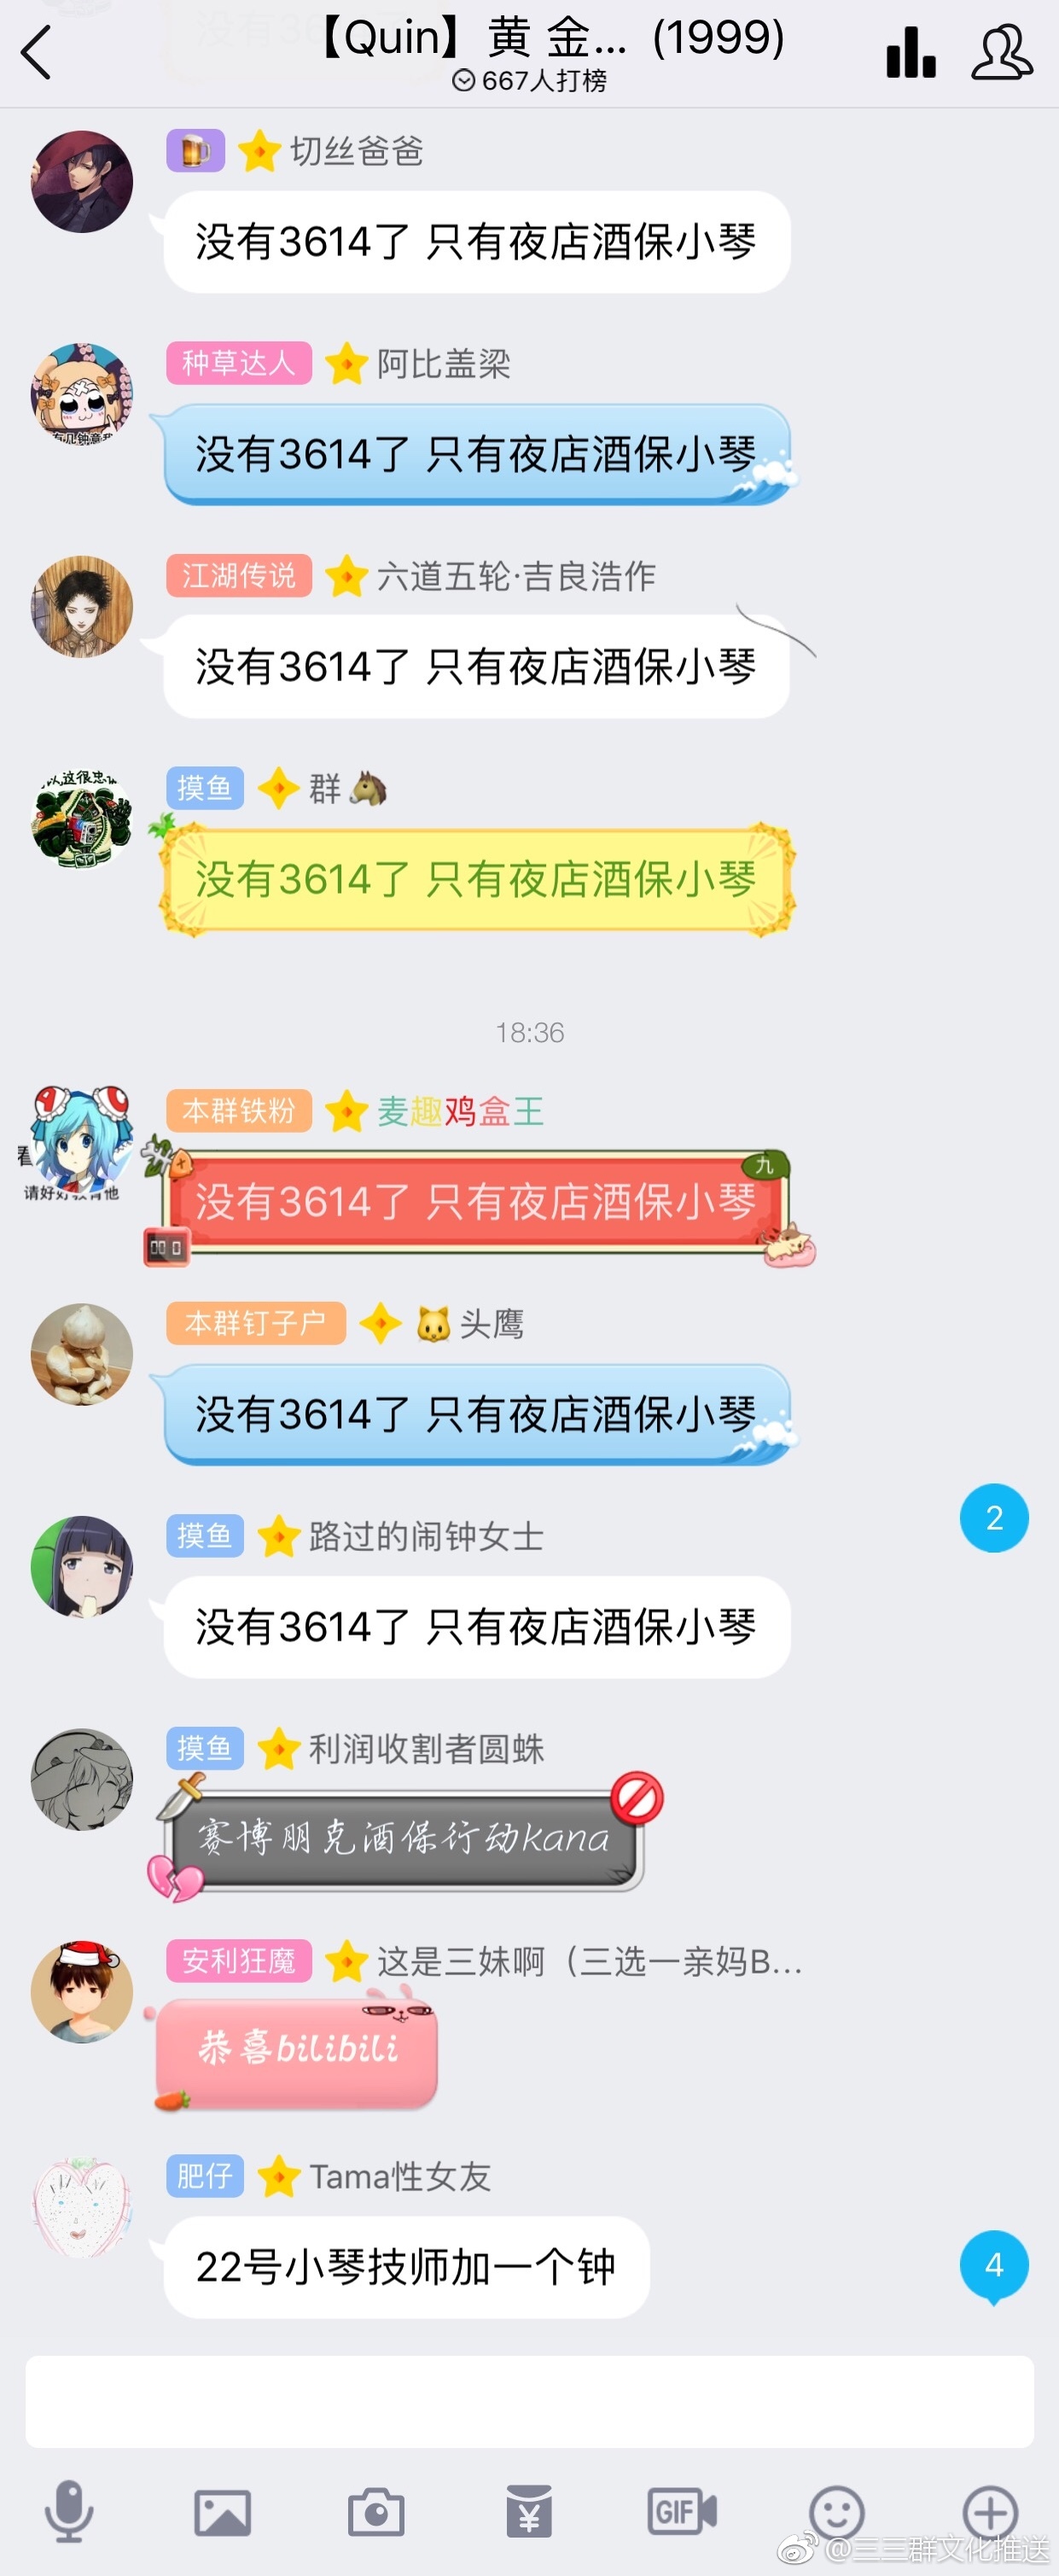 【Quin】黄 金... (1999)
667人打榜
切丝爸爸
没有3614了 只有夜店酒保小琴
种草达人 阿比盖梁
没有3614了 只有夜店酒保小琴
江湖传说 六道五轮·吉良浩作
没有3614了 只有夜店酒保小琴
摸鱼 群
没有3614了 只有夜店酒保小琴
18:36
本群铁粉 麦趣鸡盒王
九
没有3614了 只有夜店酒保小琴
本群钉子户 头鹰
没有3614了 只有夜店酒保小琴
2
摸鱼 路过的闹钟女士
没有3614了 只有夜店酒保小琴
摸鱼 利润收割者圆蛛
赛博朋克酒保行动kana
安利狂魔 这是三妹啊（三选一亲妈B...
恭喜bilibili
肥仔 Tama性女友
22号小琴技师加一个钟
4
GIF
@三三群文化推送